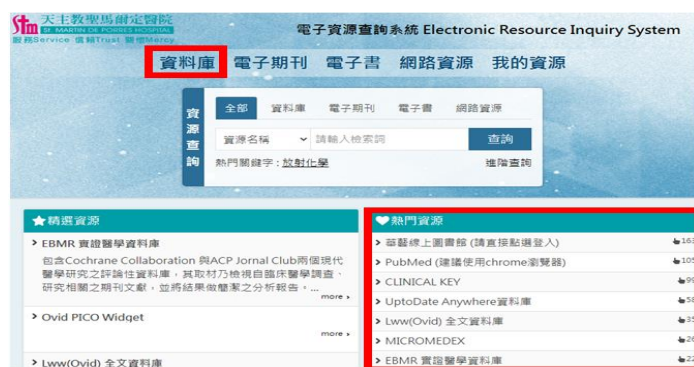 Stm 天主教聖馬爾定醫院
ST. MARTIN DE PORRES HOSPITAL
服務Service 信賴Trust 關懷Mercy
電子資源查詢系統 Electronic Resource Inquiry System
資料庫 電子期刊 電子書 網路資源 我的資源
資源查詢
全部 資料庫 電子期刊 電子書 網路資源
資源名稱 請輸入檢索詞 查詢
熱門關鍵字：放射化學 進階查詢
精選資源
EBMR 實證醫學資料庫
包含Cochrane Collaboration 與ACP Jornal Club兩個現代
醫學研究之評論性資料庫，其取材乃檢視自臨床醫學調查、
研究相關之期刊文獻，並將結果做簡潔之分析報告。...
more
Ovid PICO Widget
more
Lww(Ovid) 全文資料庫
熱門資源
華藝線上圖書館 (請直接點選登入)
PubMed (建議使用chrome瀏覽器)
CLINICAL KEY
UptoDate Anywhere資料庫
Lww(Ovid) 全文資料庫
MICROMEDEX
EBMR 實證醫學資料庫